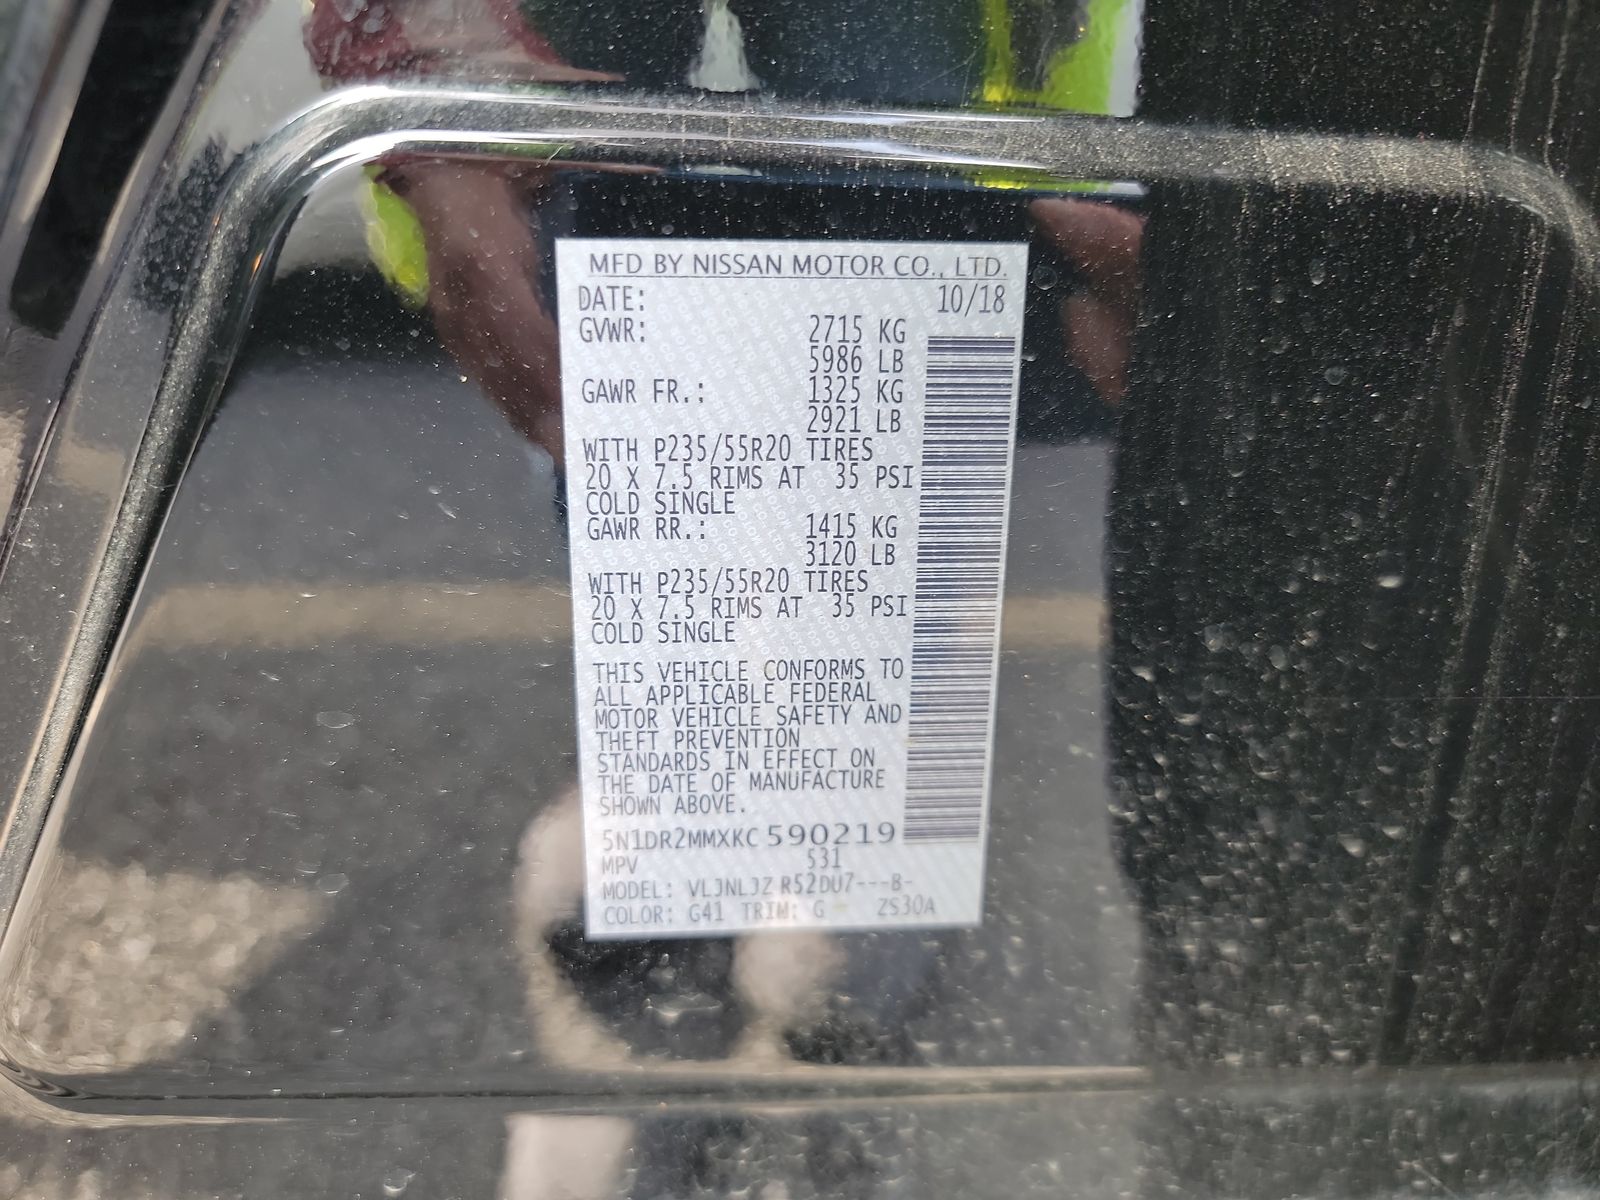 MFD BY NISSAN MOTOR CO., LTD.
DATE: 10/18
GVWR: 2715 KG
5986 LB
GAWR FR.: 1325 KG
2921 LB
WITH P235/55R20 TIRES
20 X 7.5 RIMS AT 35 PSI
COLD SINGLE
GAWR RR.: 1415 KG
3120 LB
WITH P235/55R20 TIRES
20 X 7.5 RIMS AT 35 PSI
COLD SINGLE
THIS VEHICLE CONFORMS TO
ALL APPLICABLE FEDERAL
MOTOR VEHICLE SAFETY AND
THEFT PREVENTION
STANDARDS IN EFFECT ON
THE DATE OF MANUFACTURE
SHOWN ABOVE.
5N1DR2MMXKC 590219
MPV 531
MODEL: VLJNLJZ R52DU7---B-
COLOR: G41 TRIM: G ZS30A